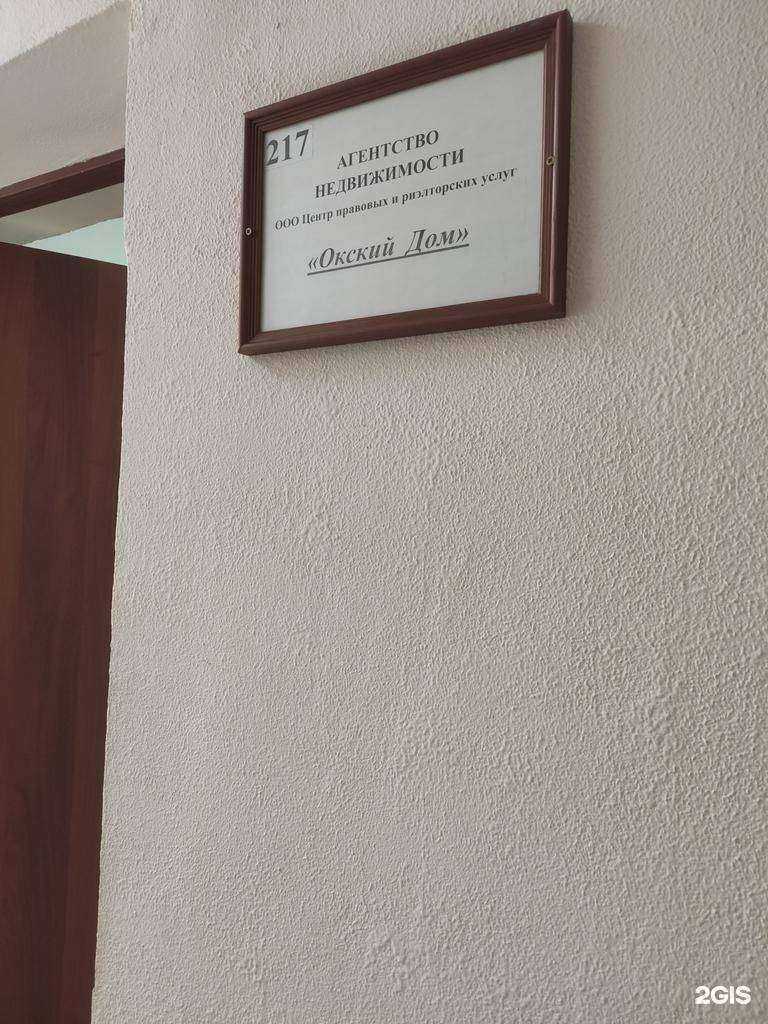 217
АГЕНТСТВО
НЕДВИЖИМОСТИ
ООО Центр правовых и риэлторских услуг
«Окский Дом»
2GIS